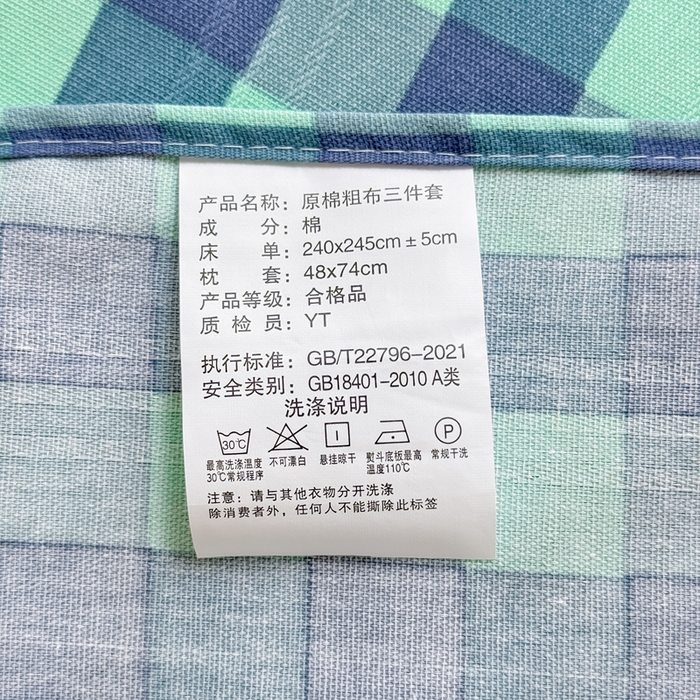 产品名称：原棉粗布三件套
成 分：棉
床 单：240x245cm±5cm
枕 套：48x74cm
产品等级：合格品
质 检 员：YT
执行标准：GB/T22796-2021
安全类别：GB18401-2010 A类
洗涤说明
30℃ P
最高洗涤温度 不可漂白 悬挂晾干 熨斗底板最高 常规干洗
30℃常规程序 温度110℃
注意：请与其他衣物分开洗涤
除消费者外，任何人不能撕除此标签